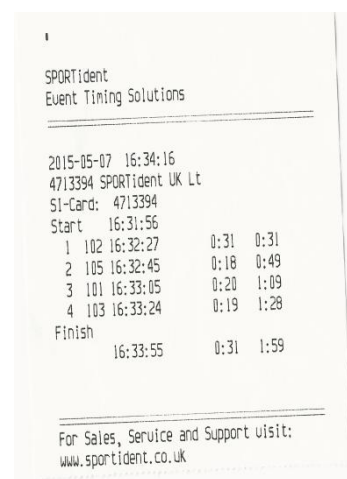 SPORTident
Event Timing Solutions
2015-05-07 16:34:16
4713394 SPORTident UK Lt
SI-Card: 4713394
Start 16:31:56
1 102 16:32:27 0:31 0:31
2 105 16:32:45 0:18 0:49
3 101 16:33:05 0:20 1:09
4 103 16:33:24 0:19 1:28
Finish
16:33:55 0:31 1:59
For Sales, Service and Support visit:
www.sportident.co.uk